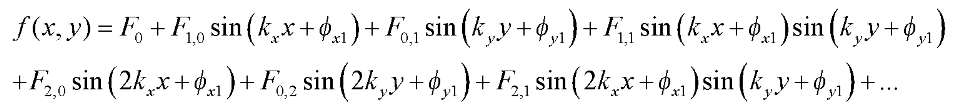 f(x, y) = F_0 + F_{1,0} sin(k_x x + ϕ_{x1}) + F_{0,1} sin(k_y y + ϕ_{y1}) + F_{1,1} sin(k_x x + ϕ_{x1}) sin(k_y y + ϕ_{y1})
+F_{2,0} sin(2k_x x + ϕ_{x1}) + F_{0,2} sin(2k_y y + ϕ_{y1}) + F_{2,1} sin(2k_x x + ϕ_{x1}) sin(k_y y + ϕ_{y1}) + ...